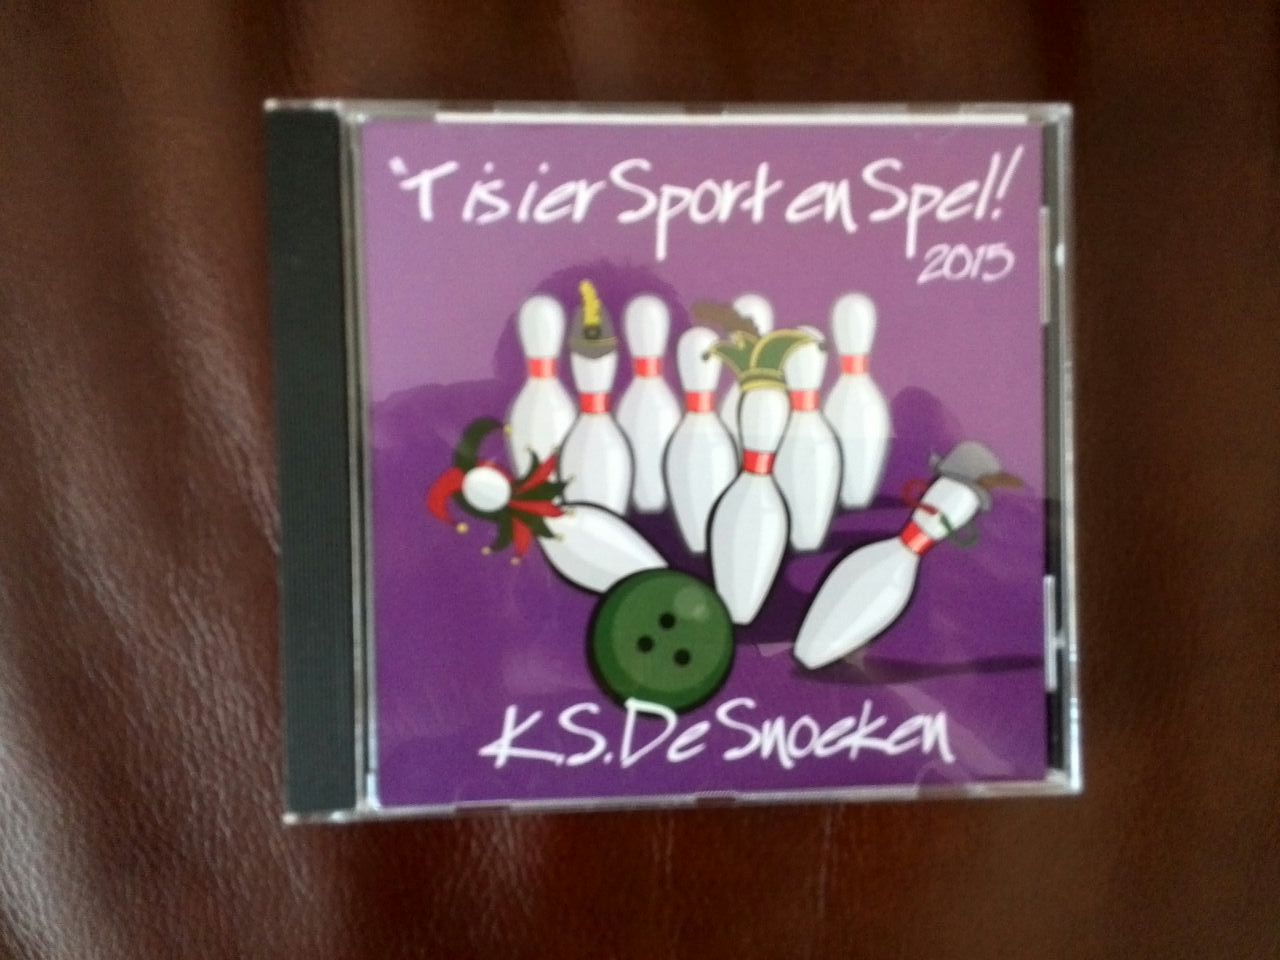 'T is ier Sport en Spel!
2015
K.S. De Snoeken